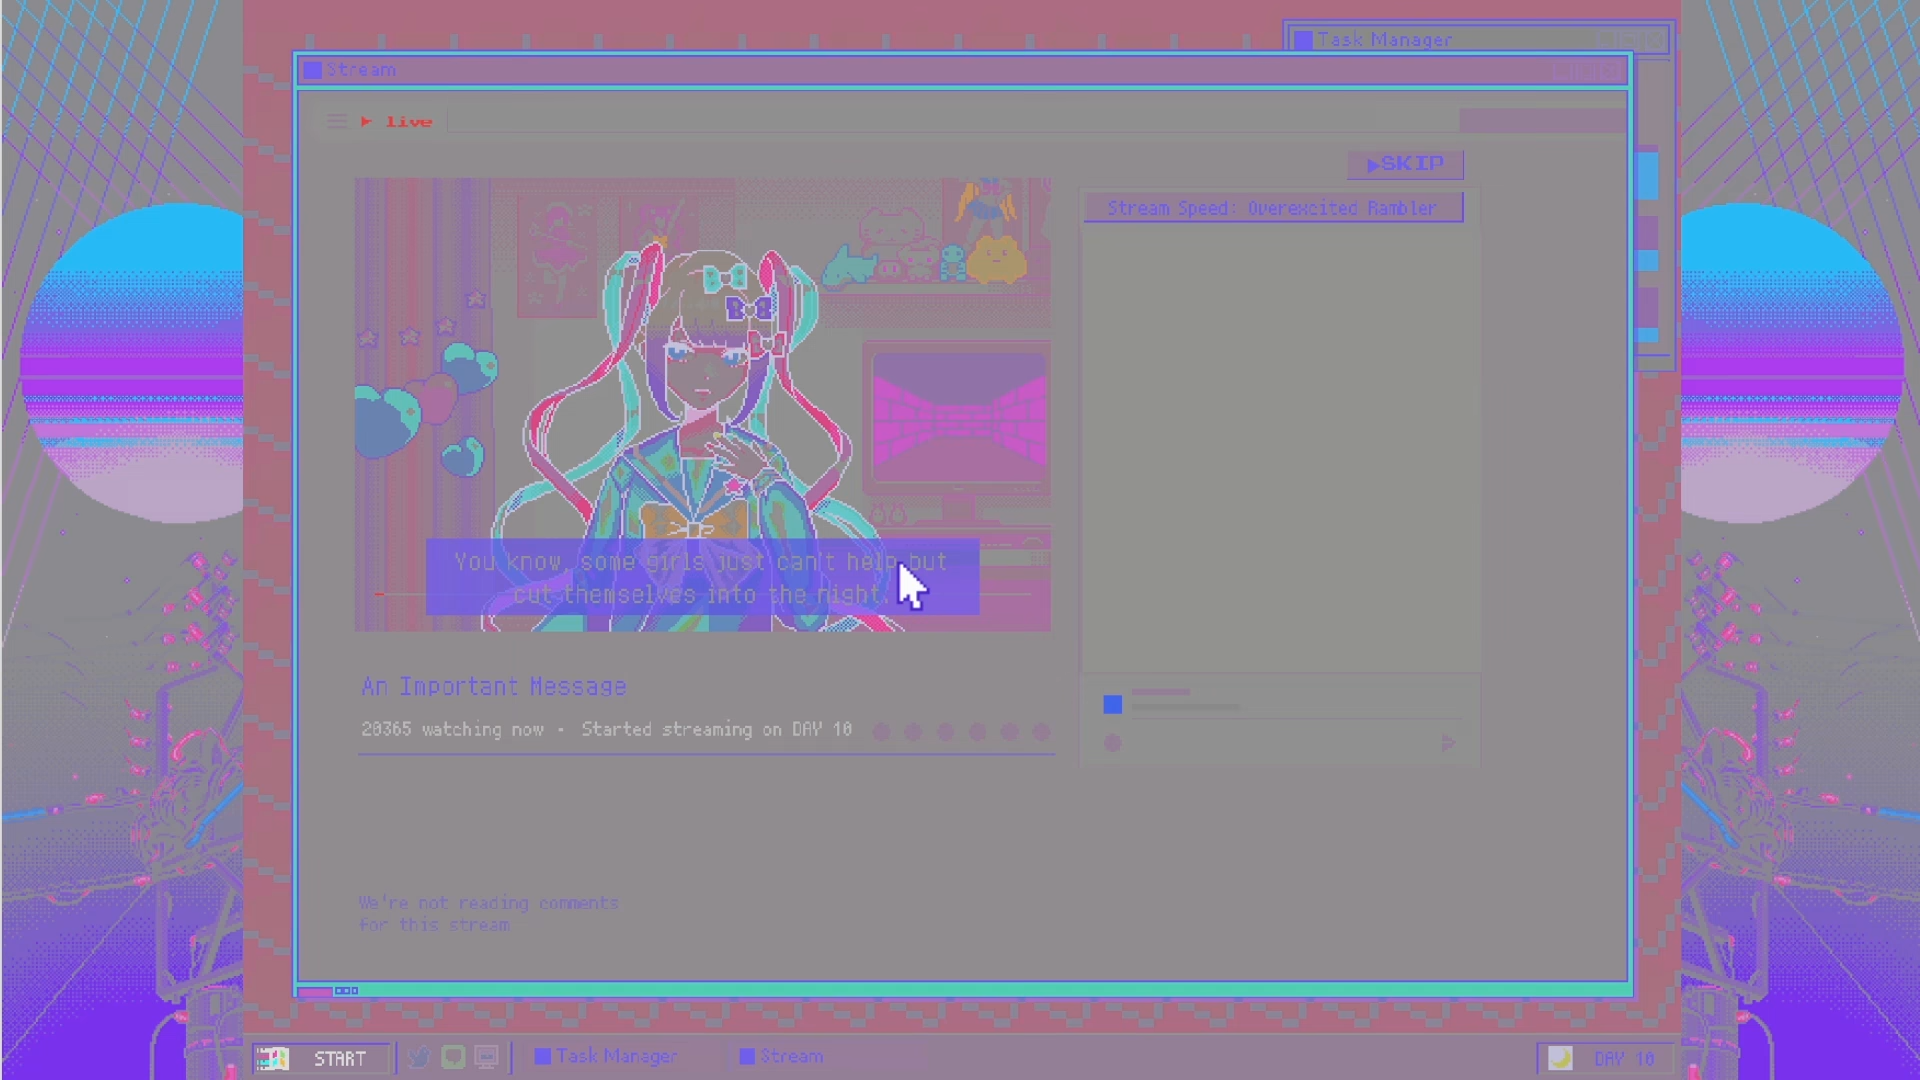 Task Manager
Stream
live
▶SKIP
Stream Speed: Overexcited Rambler
You know, some girls just can't help but
cut themselves into the night.
An Important Message
20365 watching now · Started streaming on DAY 10
We're not reading comments
for this stream
START
Task Manager
Stream
DAY 10